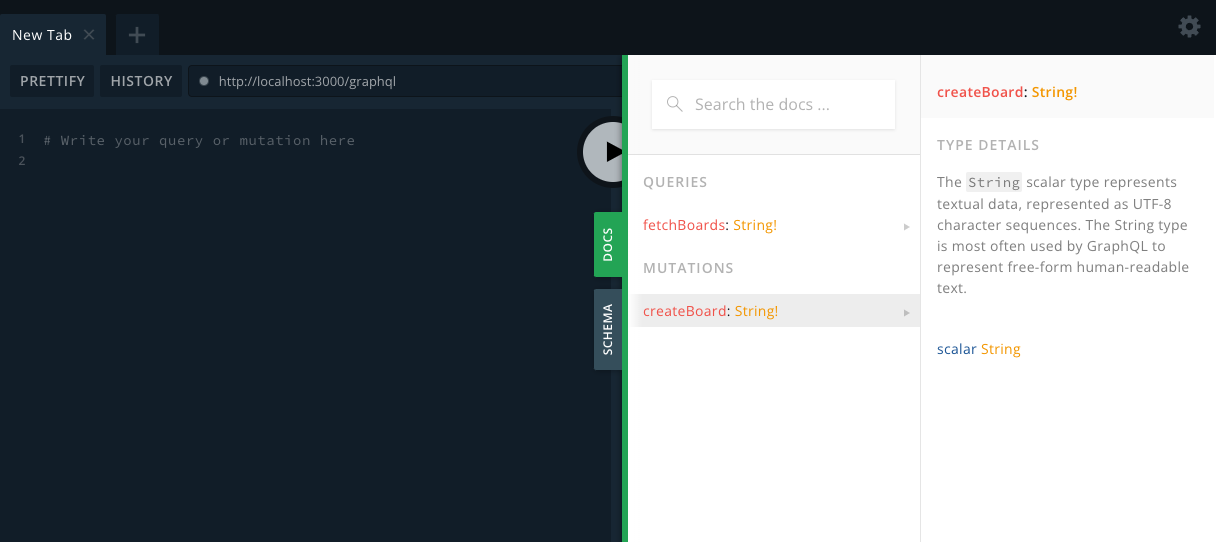 New Tab
PRETTIFY
HISTORY
http://localhost:3000/graphql
1 # Write your query or mutation here
2
DOCS
SCHEMA
Search the docs ...
QUERIES
fetchBoards: String!
MUTATIONS
createBoard: String!
createBoard: String!
TYPE DETAILS
The String scalar type represents
textual data, represented as UTF-8
character sequences. The String type
is most often used by GraphQL to
represent free-form human-readable
text.
scalar String